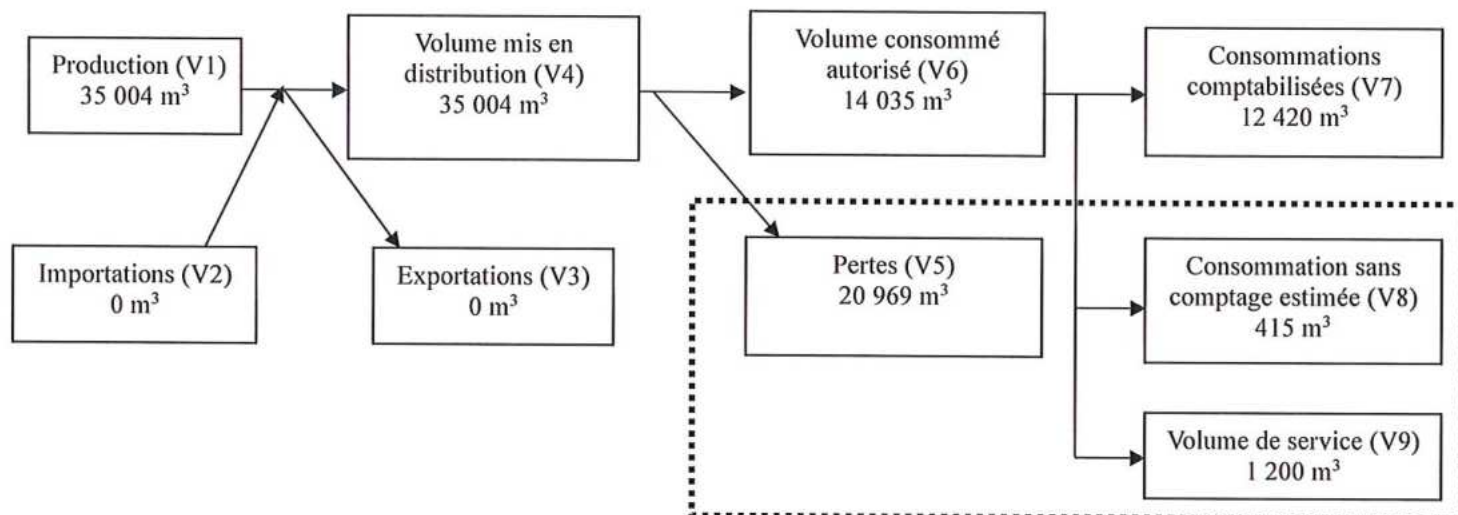 Production (V1)
35 004 m³
Volume mis en
distribution (V4)
35 004 m³
Volume consommé
autorisé (V6)
14 035 m³
Consommations
comptabilisées (V7)
12 420 m³
Importations (V2)
0 m³
Exportations (V3)
0 m³
Pertes (V5)
20 969 m³
Consommation sans
comptage estimée (V8)
415 m³
Volume de service (V9)
1 200 m³